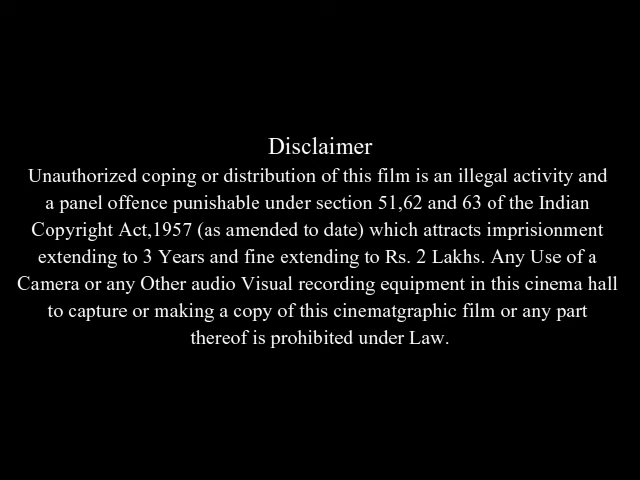 Disclaimer
Unauthorized coping or distribution of this film is an illegal activity and
a panel offence punishable under section 51,62 and 63 of the Indian
Copyright Act,1957 (as amended to date) which attracts imprisionment
extending to 3 Years and fine extending to Rs. 2 Lakhs. Any Use of a
Camera or any Other audio Visual recording equipment in this cinema hall
to capture or making a copy of this cinematgraphic film or any part
thereof is prohibited under Law.